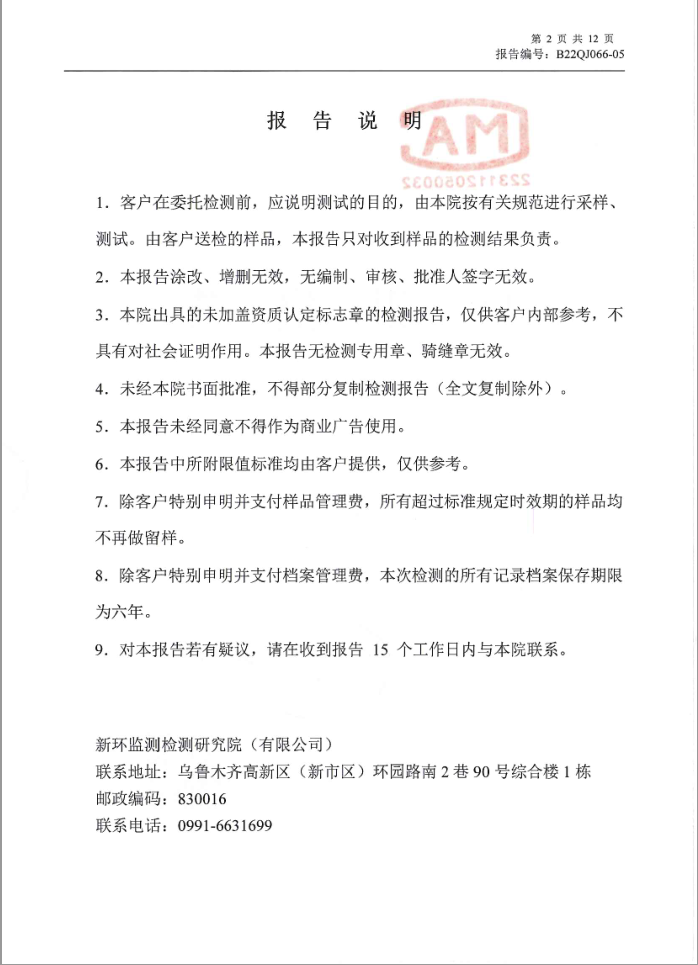 第 2 页 共 12 页
报告编号：B22QJ066-05
报 告 说 明
MA
223112050032
1．客户在委托检测前，应说明测试的目的，由本院按有关规范进行采样、
测试。由客户送检的样品，本报告只对收到样品的检测结果负责。
2．本报告涂改、增删无效，无编制、审核、批准人签字无效。
3．本院出具的未加盖资质认定标志章的检测报告，仅供客户内部参考，不
具有对社会证明作用。本报告无检测专用章、骑缝章无效。
4．未经本院书面批准，不得部分复制检测报告（全文复制除外）。
5．本报告未经同意不得作为商业广告使用。
6．本报告中所附限值标准均由客户提供，仅供参考。
7．除客户特别申明并支付样品管理费，所有超过标准规定时效期的样品均
不再做留样。
8．除客户特别申明并支付档案管理费，本次检测的所有记录档案保存期限
为六年。
9．对本报告若有疑议，请在收到报告 15 个工作日内与本院联系。
新环监测检测研究院（有限公司）
联系地址：乌鲁木齐高新区（新市区）环园路南 2 巷 90 号综合楼 1 栋
邮政编码：830016
联系电话：0991-6631699